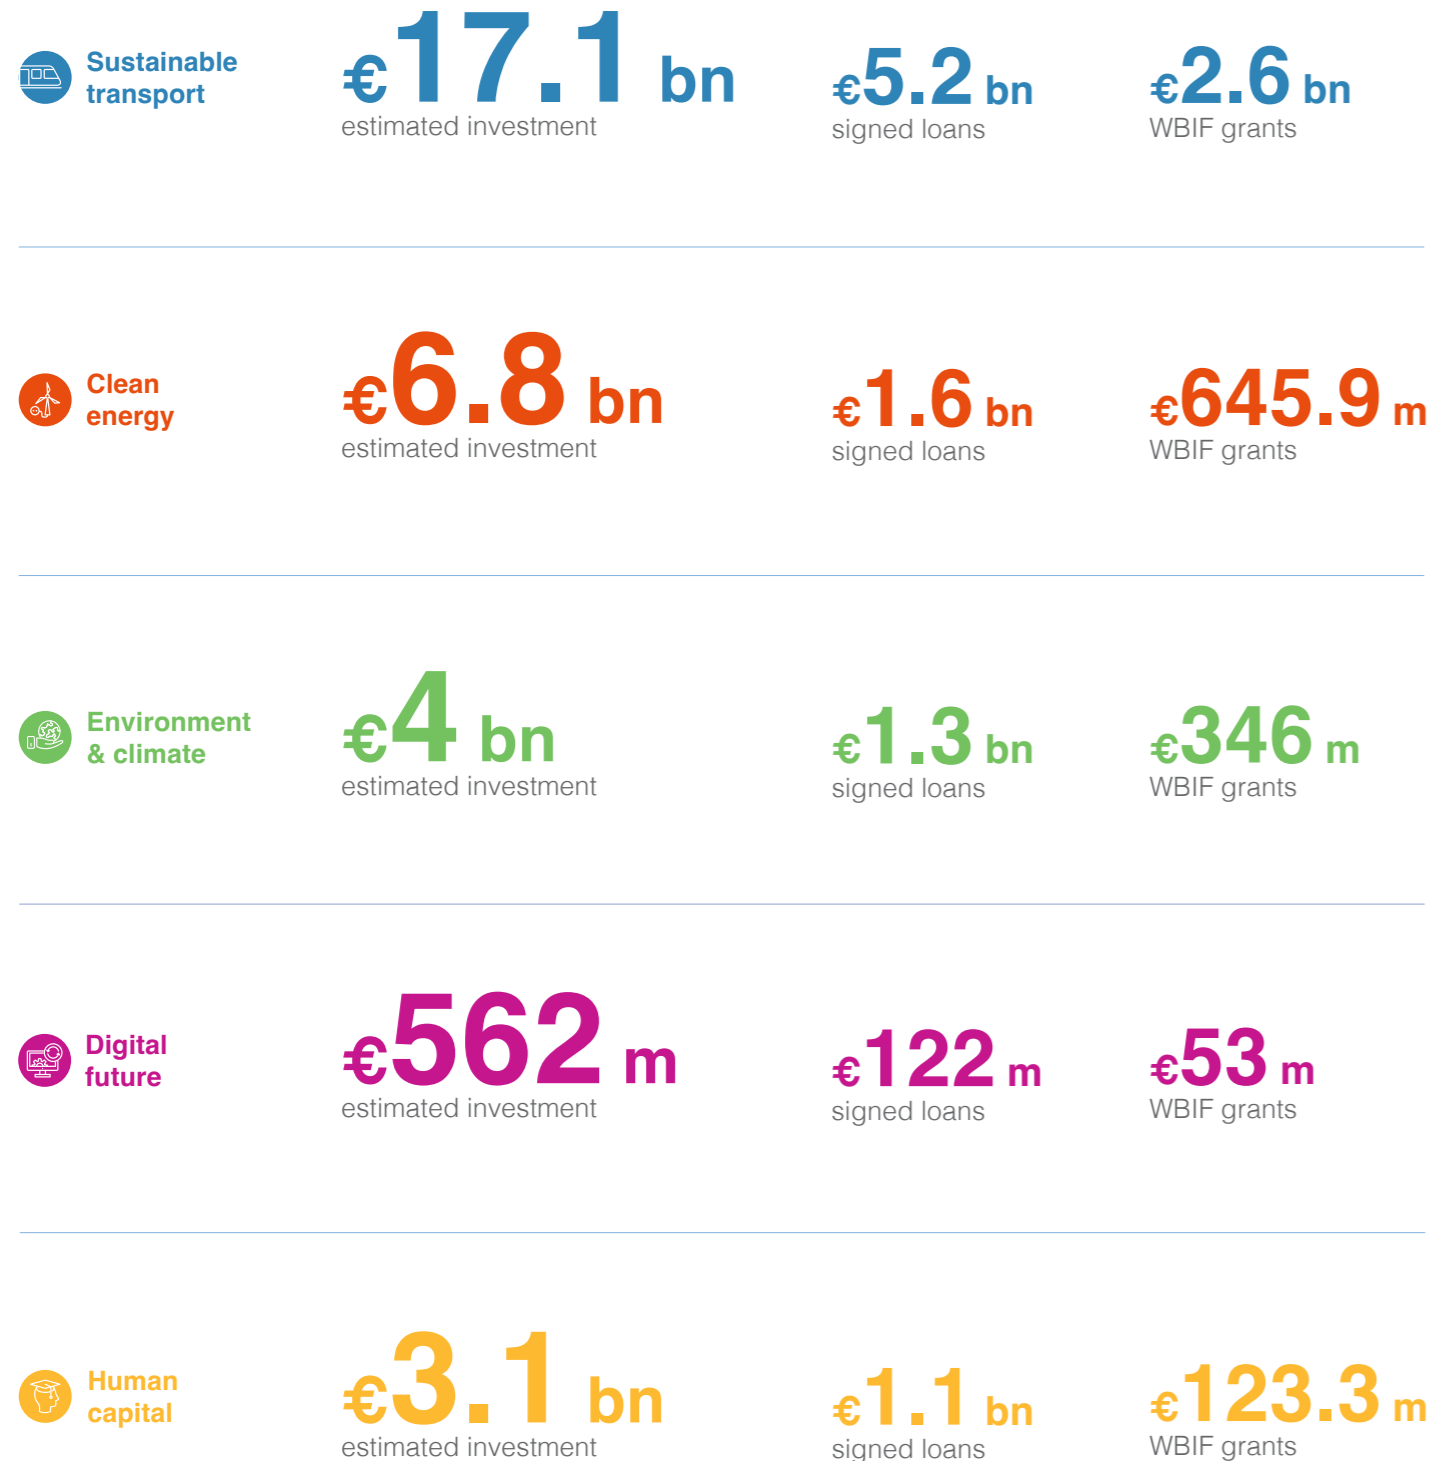 Sustainable
transport
€17.1 bn
estimated investment
€5.2 bn
signed loans
€2.6 bn
WBIF grants
Clean
energy
€6.8 bn
estimated investment
€1.6 bn
signed loans
€645.9 m
WBIF grants
Environment
& climate
€4 bn
estimated investment
€1.3 bn
signed loans
€346 m
WBIF grants
Digital
future
€562 m
estimated investment
€122 m
signed loans
€53 m
WBIF grants
Human
capital
€3.1 bn
estimated investment
€1.1 bn
signed loans
€123.3 m
WBIF grants